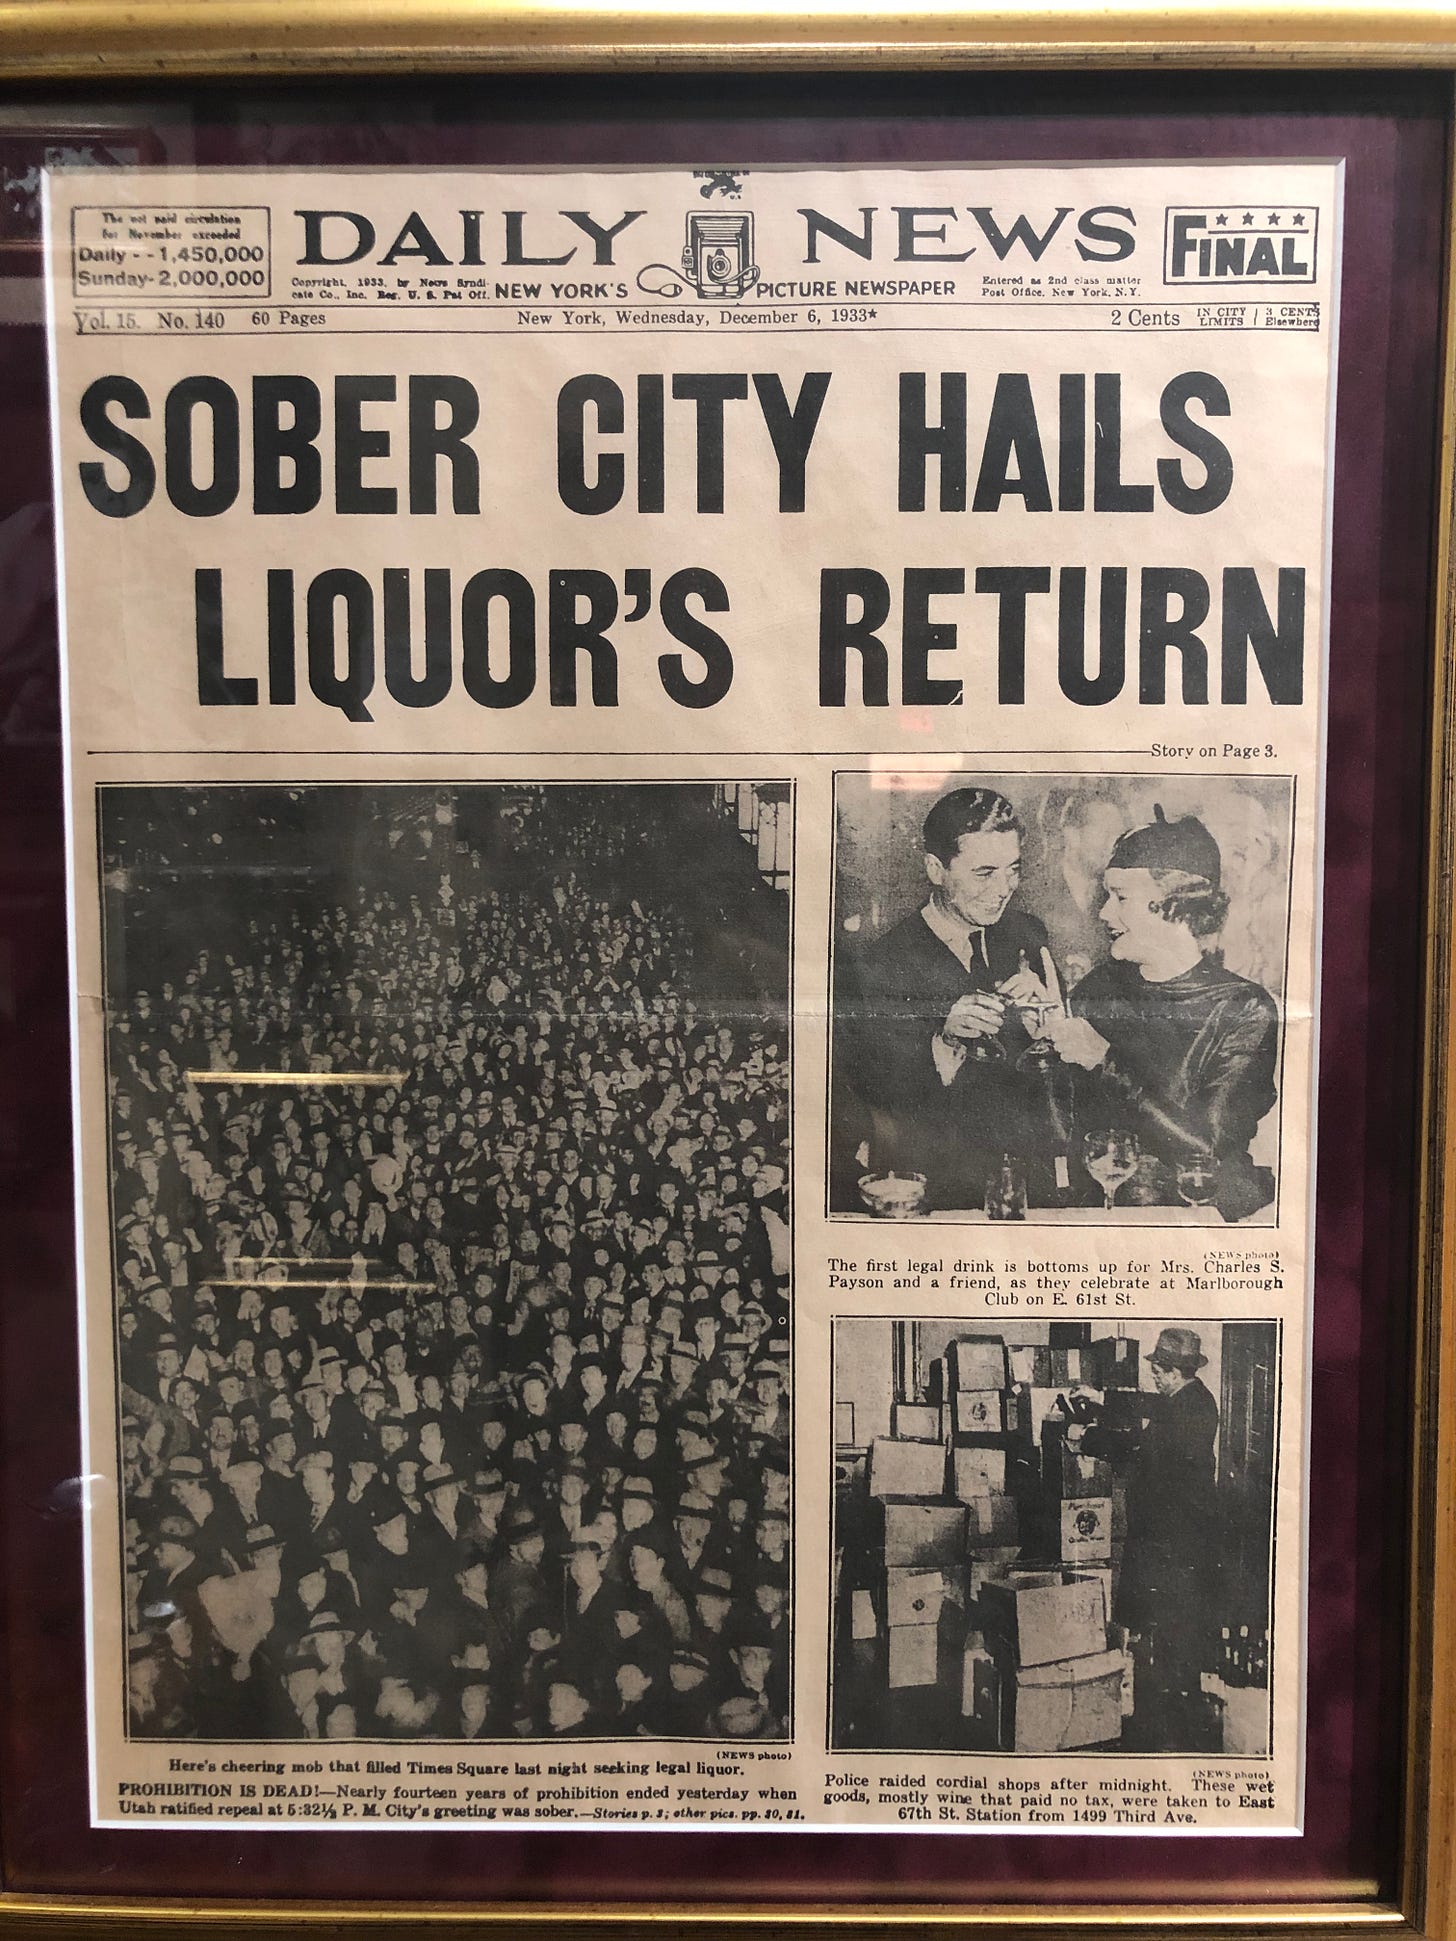 The net paid circulation
for November exceeded
Daily - - 1,450,000
Sunday- 2,000,000
DAILY NEWS
FINAL
Copyright. 1933. by News Syndi-
cate Co., Inc. Reg. U. S. Pat Off.
NEW YORK'S PICTURE NEWSPAPER
Entered as 2nd class matter
Post Office. New York. N.Y.
Vol. 15. No. 140 60 Pages New York, Wednesday, December 6, 1933★ 2 Cents IN CITY LIMITS | 3 CENTS Elsewhere
SOBER CITY HAILS
LIQUOR'S RETURN
Story on Page 3.
(NEWS photo)
The first legal drink is bottoms up for Mrs. Charles S.
Payson and a friend, as they celebrate at Marlborough
Club on E. 61st St.
(NEWS photo)
Here's cheering mob that filled Times Square last night seeking legal liquor.
PROHIBITION IS DEAD!—Nearly fourteen years of prohibition ended yesterday when
Utah ratified repeal at 5:32½ P. M. City's greeting was sober.—Stories p. 3; other pics. pp. 30, 31.
(NEWS photo)
Police raided cordial shops after midnight. These wet
goods, mostly wine that paid no tax, were taken to East
67th St. Station from 1499 Third Ave.